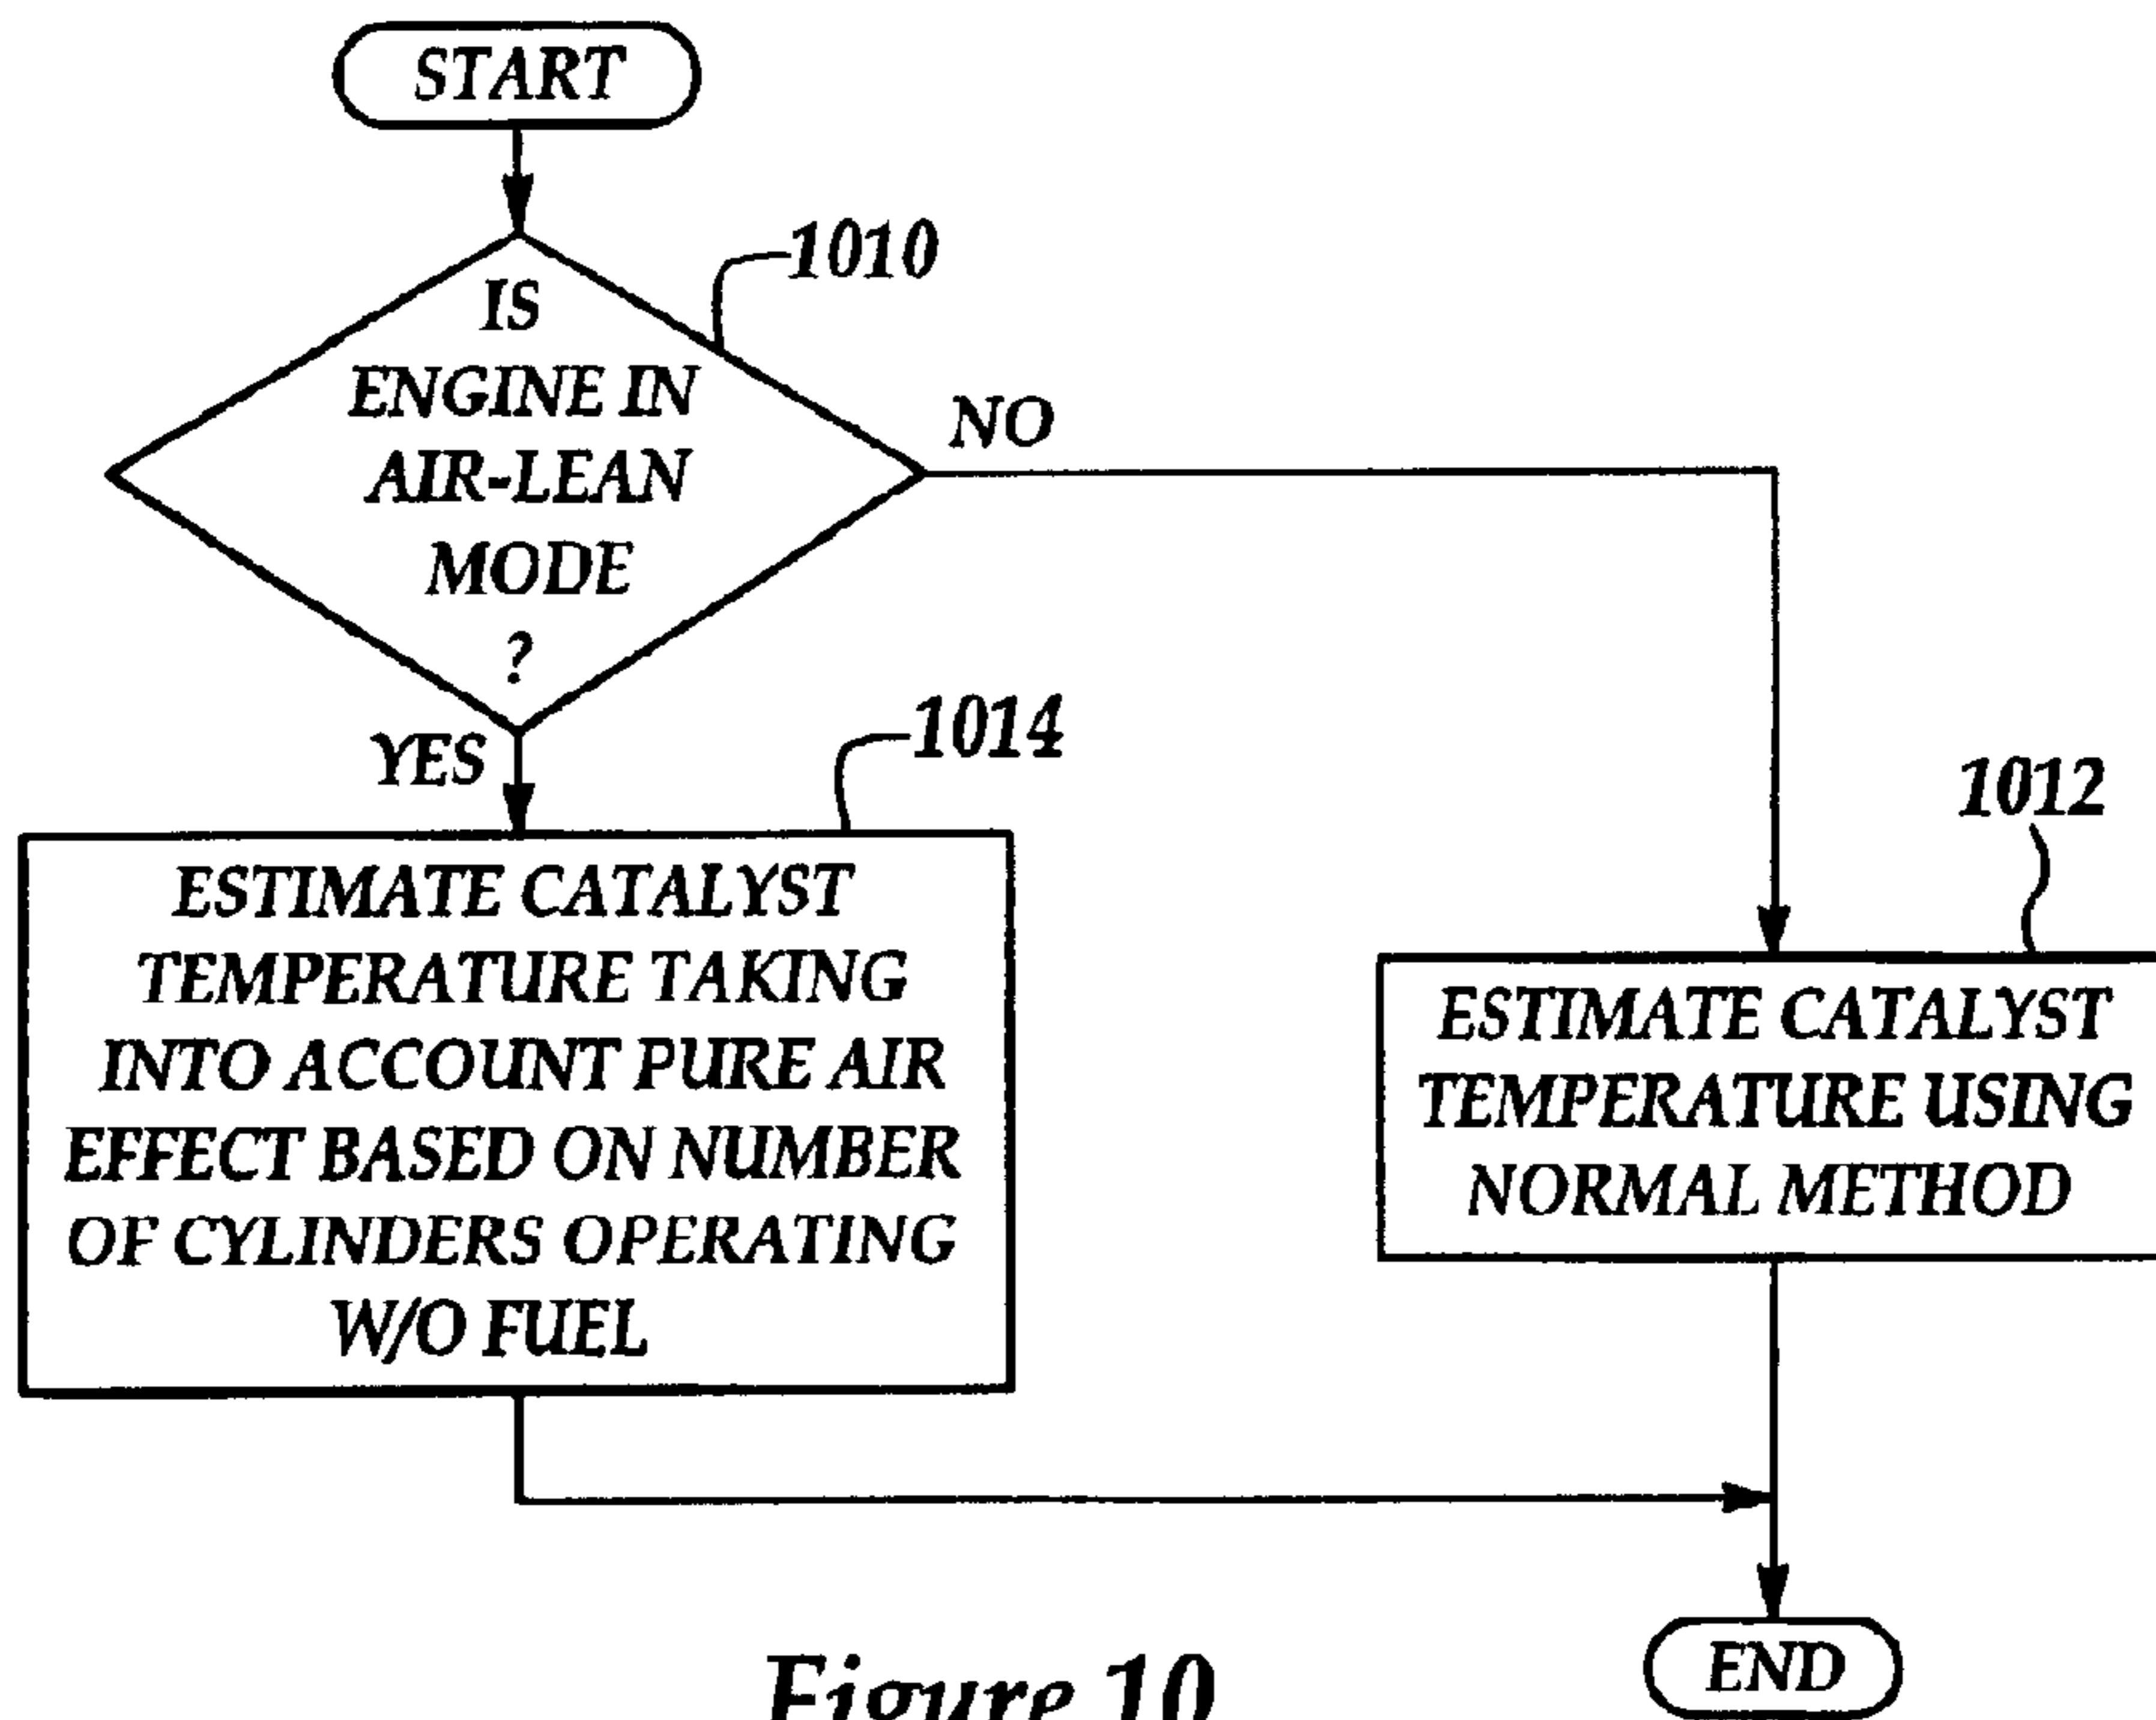 START
1010
IS
ENGINE IN
AIR-LEAN
MODE
?
NO
YES
1014
ESTIMATE CATALYST
TEMPERATURE TAKING
INTO ACCOUNT PURE AIR
EFFECT BASED ON NUMBER
OF CYLINDERS OPERATING
W/O FUEL
1012
ESTIMATE CATALYST
TEMPERATURE USING
NORMAL METHOD
END
Figure 10